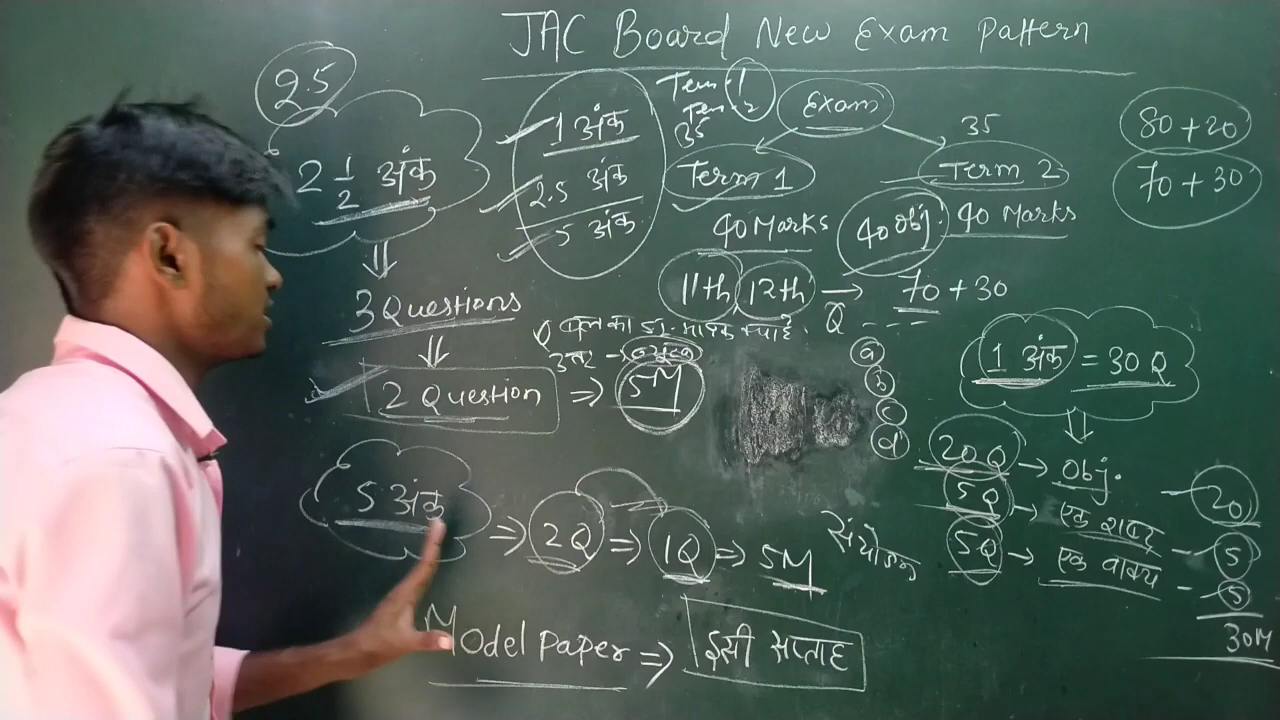 JAC Board New Exam Pattern
2.5
2 1/2 अंक
⇓
3 Questions
⇓
2 Question ⇒ 5M
1 अंक
2.5 अंक
5 अंक
Term-1
Term-2
Exam
35
Term 1
40 Marks
35
Term 2
40 Marks
40 Obj.
80 + 20
70 + 30
11th 12th → 70 + 30
Q ----
a
b
c
d
1 अंक = 30 Q
⇓
20 Q → Obj. – 20
5Q → एक शब्द – 5
5Q → एक वाक्य – 5
30M
5 अंक ⇒ 2Q ⇒ 1Q ⇒ 5M
Model paper ⇒ इसी सप्ताह